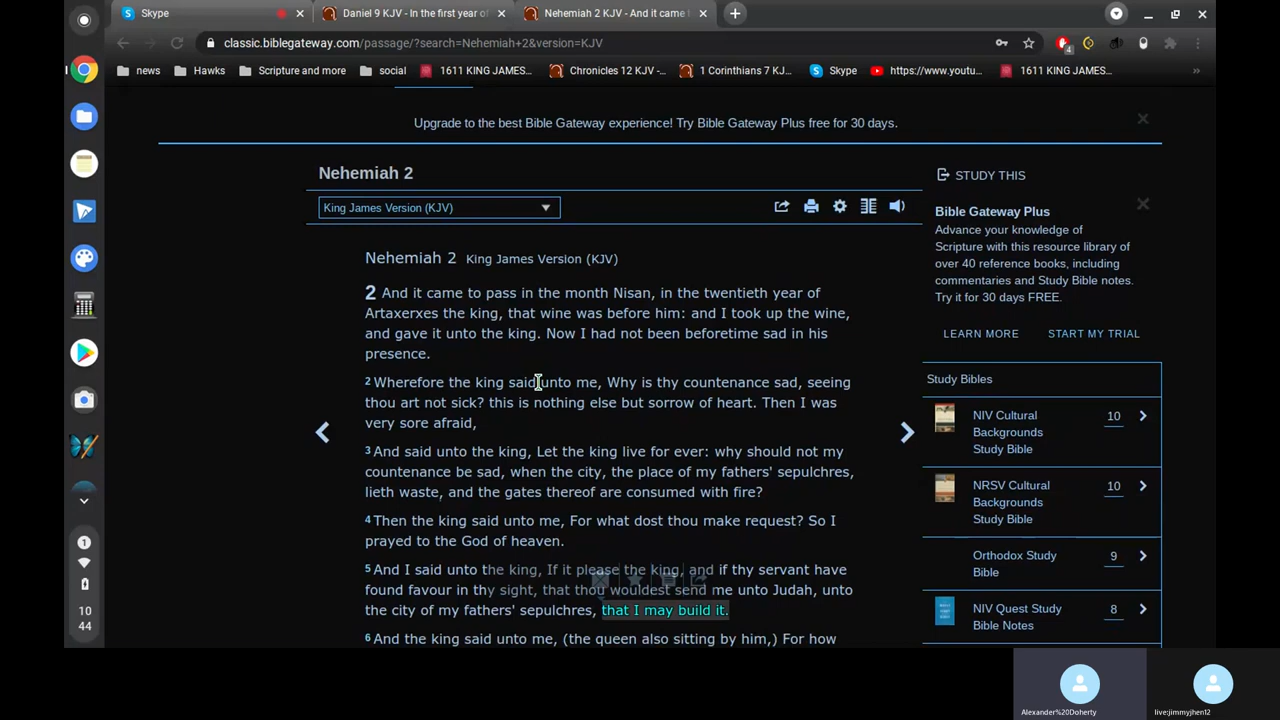 Skype
Daniel 9 KJV - In the first year of
Nehemiah 2 KJV - And it came
classic.biblegateway.com/passage/?search=Nehemiah+2&version=KJV
4
news
Hawks
Scripture and more
social
1611 KING JAMES...
Chronicles 12 KJV -...
1 Corinthians 7 KJ...
Skype
https://www.youtu...
1611 KING JAMES...
»
Upgrade to the best Bible Gateway experience! Try Bible Gateway Plus free for 30 days.
Nehemiah 2
King James Version (KJV)
Nehemiah 2 King James Version (KJV)
2 And it came to pass in the month Nisan, in the twentieth year of
Artaxerxes the king, that wine was before him: and I took up the wine,
and gave it unto the king. Now I had not been beforetime sad in his
presence.
2 Wherefore the king said unto me, Why is thy countenance sad, seeing
thou art not sick? this is nothing else but sorrow of heart. Then I was
very sore afraid,
3 And said unto the king, Let the king live for ever: why should not my
countenance be sad, when the city, the place of my fathers' sepulchres,
lieth waste, and the gates thereof are consumed with fire?
4 Then the king said unto me, For what dost thou make request? So I
prayed to the God of heaven.
5 And I said unto the king, If it please the king, and if thy servant have
found favour in thy sight, that thou wouldest send me unto Judah, unto
the city of my fathers' sepulchres, that I may build it.
6 And the king said unto me, (the queen also sitting by him,) For how
STUDY THIS
Bible Gateway Plus
Advance your knowledge of
Scripture with this resource library of
over 40 reference books, including
commentaries and Study Bible notes.
Try it for 30 days FREE.
LEARN MORE
START MY TRIAL
Study Bibles
NIV Cultural
Backgrounds
Study Bible
10
NRSV Cultural
Backgrounds
Study Bible
10
Orthodox Study
Bible
9
NIV Quest Study
Bible Notes
8
1
10
44
Alexander%20Doherty
live:jimmyjhen12